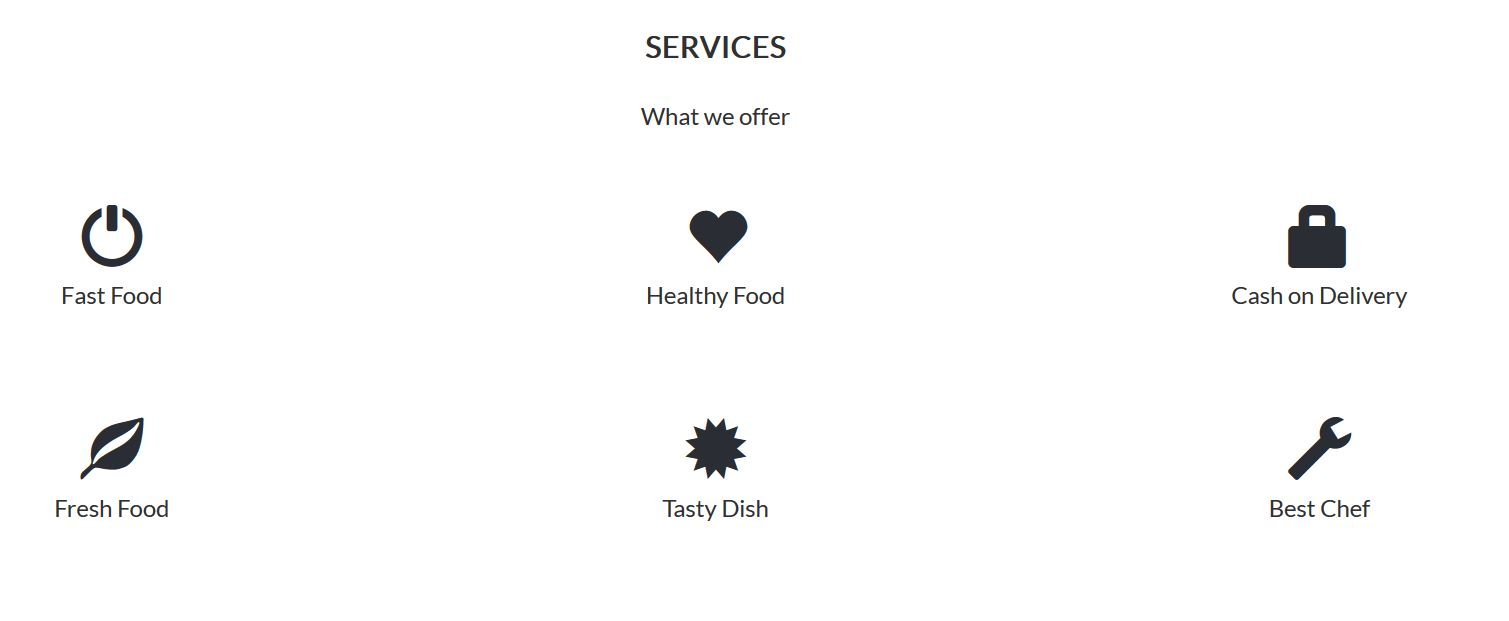 SERVICES
What we offer
Fast Food
Healthy Food
Cash on Delivery
Fresh Food
Tasty Dish
Best Chef